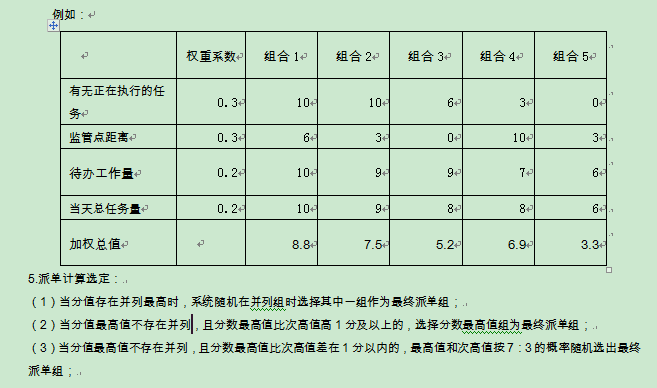 例如：
权重系数 组合 1 组合 2 组合 3 组合 4 组合 5
有无正在执行的任
务 0.3 10 10 6 3 0
监管点距离 0.3 6 3 0 10 3
待办工作量 0.2 10 9 9 7 6
当天总任务量 0.2 10 9 8 8 6
加权总值 8.8 7.5 5.2 6.9 3.3
5.派单计算选定：
（1）当分值存在并列最高时，系统随机在并列组时选择其中一组作为最终派单组；
（2）当分值最高值不存在并列，且分数最高值比次高值高 1 分及以上的，选择分数最高值组为最终派单组；
（3）当分值最高值不存在并列，且分数最高值比次高值差在 1 分以内的，最高值和次高值按 7：3 的概率随机选出最终
派单组；